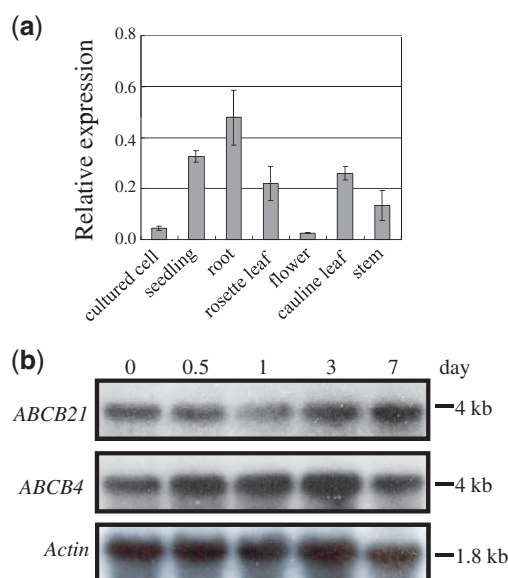 (a)
Relative expression
0.8
0.6
0.4
0.2
0.0
cultured cell
seedling
root
rosette leaf
flower
cauline leaf
stem
(b)
0 0.5 1 3 7 day
ABCB21 4 kb
ABCB4 4 kb
Actin 1.8 kb